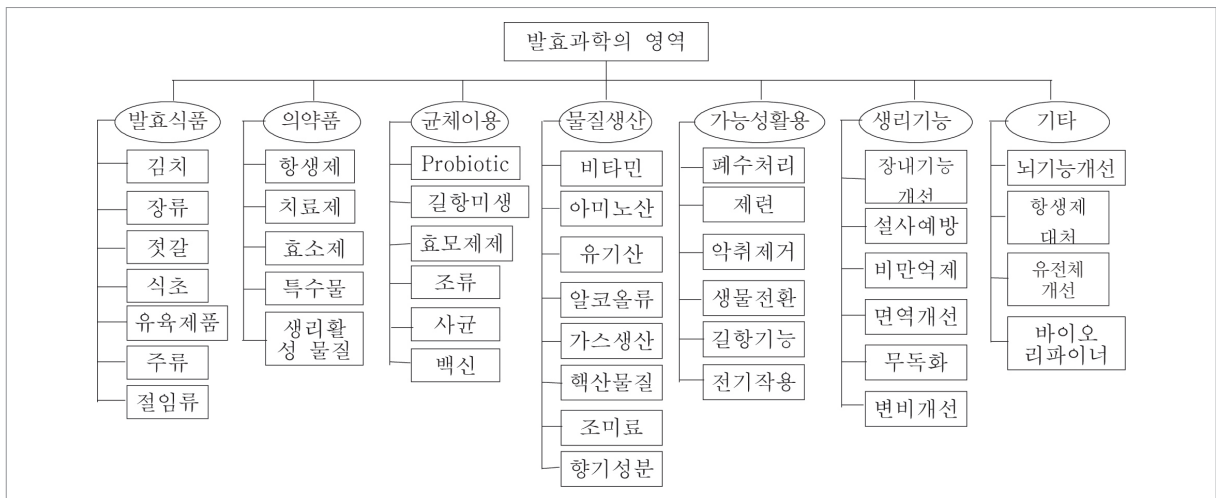 발효과학의 영역
발효식품
김치
장류
젓갈
식초
유육제품
주류
절임류
의약품
항생제
치료제
효소제
특수물
생리활
성 물질
균체이용
Probiotic
길항미생
효모제제
조류
사균
백신
물질생산
비타민
아미노산
유기산
알코올류
가스생산
핵산물질
조미료
향기성분
가능성활용
폐수처리
제련
악취제거
생물전환
길항기능
전기작용
생리기능
장내기능
개선
설사예방
비만억제
면역개선
무독화
변비개선
기타
뇌기능개선
항생제
대처
유전체
개선
바이오
리파이너